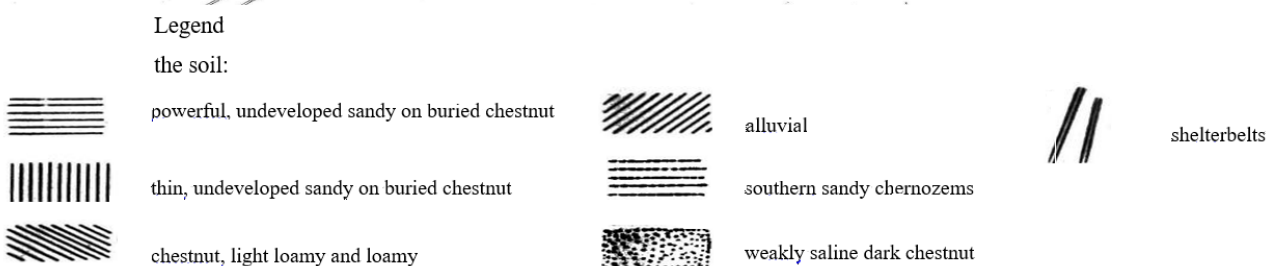 Legend
the soil:
powerful, undeveloped sandy on buried chestnut
thin, undeveloped sandy on buried chestnut
chestnut, light loamy and loamy
alluvial
southern sandy chernozems
weakly saline dark chestnut
shelterbelts